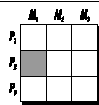 M₁ M₂ M₃
P₁
P₂
P₃